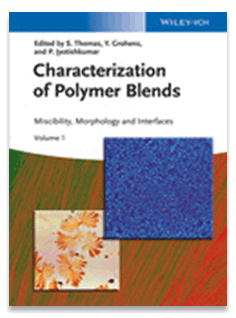 WILEY-VCH
Edited by S. Thomas, Y. Grohens,
and P. Jyotishkumar
Characterization
of Polymer Blends
Miscibility, Morphology and Interfaces
Volume 1